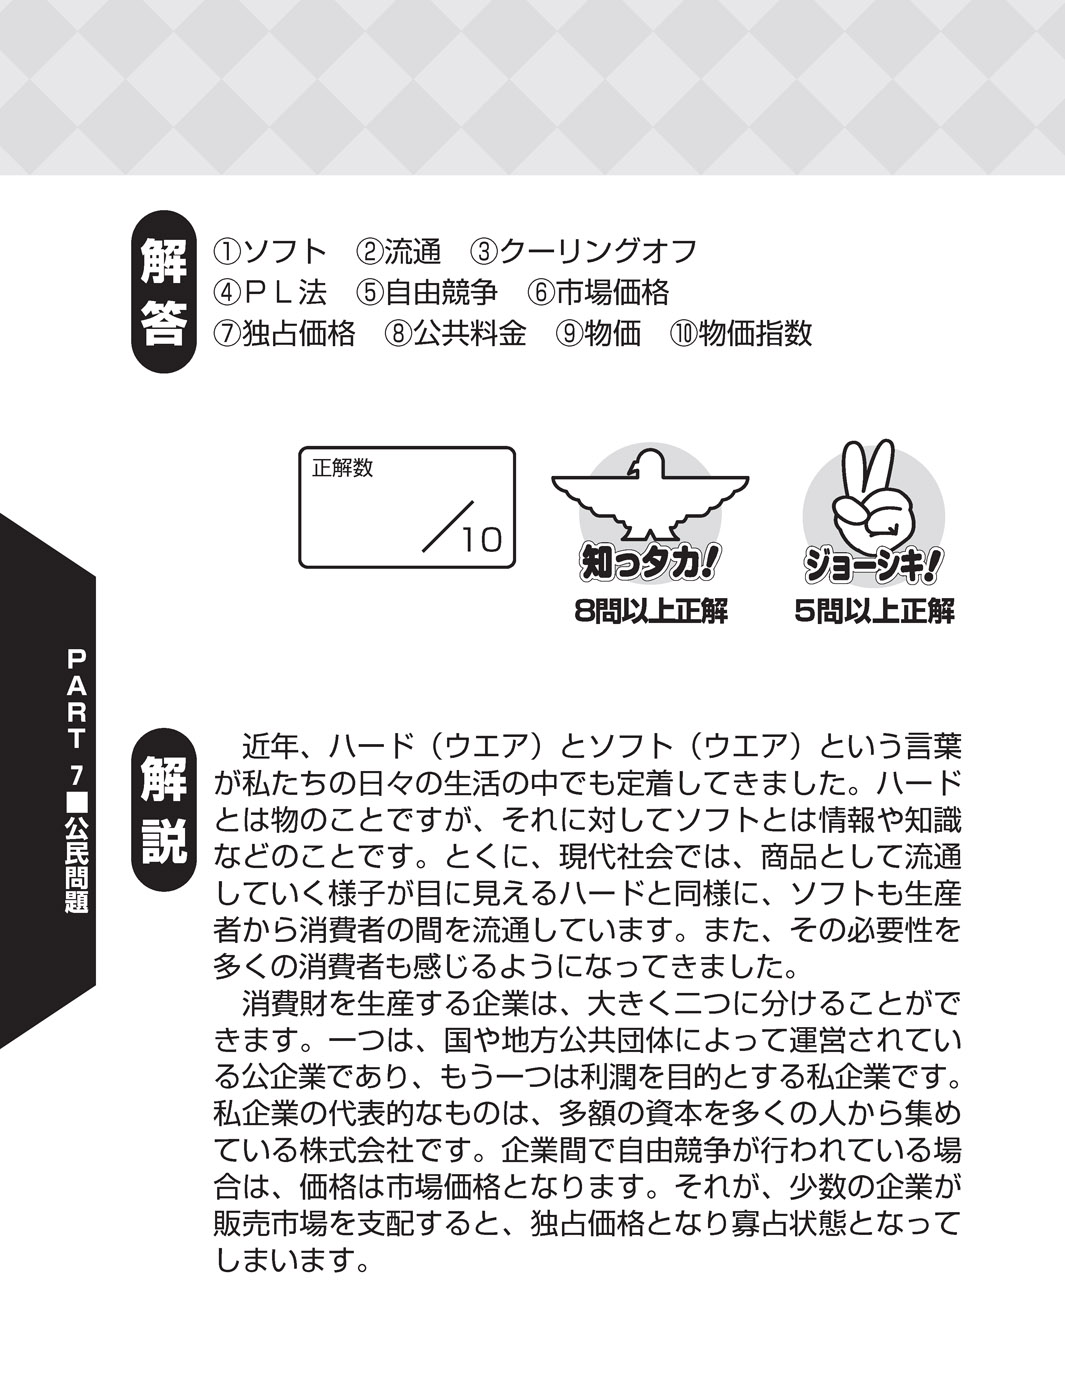 解答
①ソフト　②流通　③クーリングオフ
④ＰＬ法　⑤自由競争　⑥市場価格
⑦独占価格　⑧公共料金　⑨物価　⑩物価指数
正解数
／10
知っタカ！
8問以上正解
ジョーシキ！
5問以上正解
PART 7■公民問題
解説
　近年、ハード（ウエア）とソフト（ウエア）という言葉
が私たちの日々の生活の中でも定着してきました。ハード
とは物のことですが、それに対してソフトとは情報や知識
などのことです。とくに、現代社会では、商品として流通
していく様子が目に見えるハードと同様に、ソフトも生産
者から消費者の間を流通しています。また、その必要性を
多くの消費者も感じるようになってきました。
　消費財を生産する企業は、大きく二つに分けることがで
きます。一つは、国や地方公共団体によって運営されてい
る公企業であり、もう一つは利潤を目的とする私企業です。
私企業の代表的なものは、多額の資本を多くの人から集め
ている株式会社です。企業間で自由競争が行われている場
合は、価格は市場価格となります。それが、少数の企業が
販売市場を支配すると、独占価格となり寡占状態となって
しまいます。